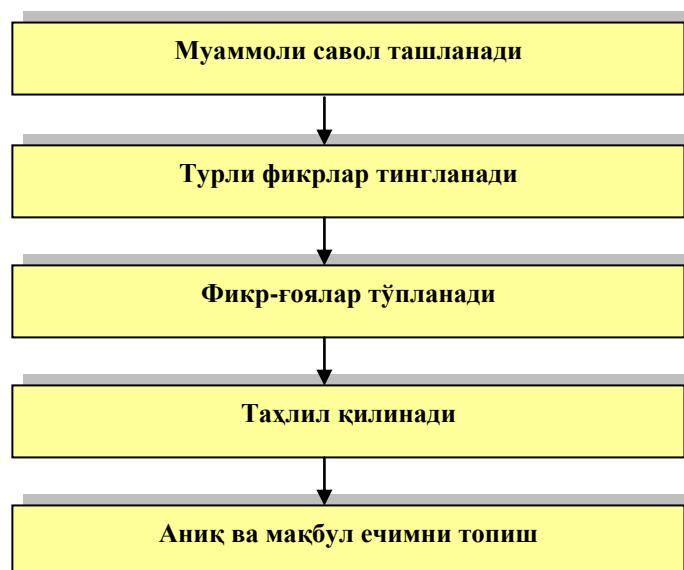 Муаммоли савол ташланади
Турли фикрлар тингланади
Фикр-ғоялар тўпланади
Таҳлил қилинади
Аниқ ва мақбул ечимни топиш